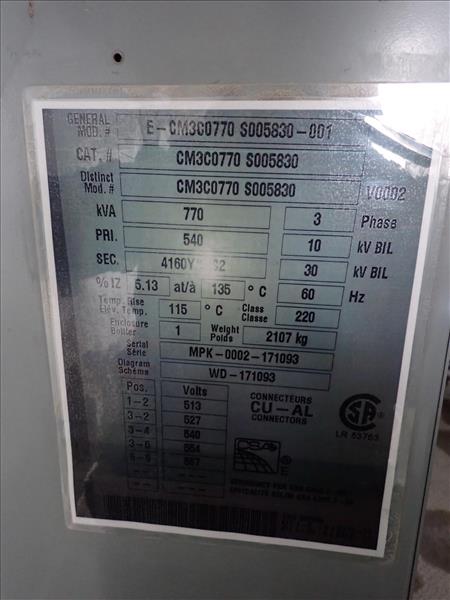 GENERAL
MOD. # E-CM3C0770 S005830-001
CAT. # CM3C0770 S005830
Distinct
Mod. # CM3C0770 S005830 V0002
kVA 770 3 Phase
PRI. 540 10 kV BIL
SEC. 4160Y 30 kV BIL
% IZ 5.13 at/à 135 °C 60 Hz
Temp. Rise
Élév. Temp. 115 °C Class
Classe 220
Enclosure
Boîtier 1 Weight
Poids 2107 kg
Serial
Série MPK-0002-171093
Diagram
Schéma WD-171093
Pos. Volts
1-2 513
3-2 527
3-4 540
554
567
CONNECTEURS
CU-AL
CONNECTORS
LR 53763